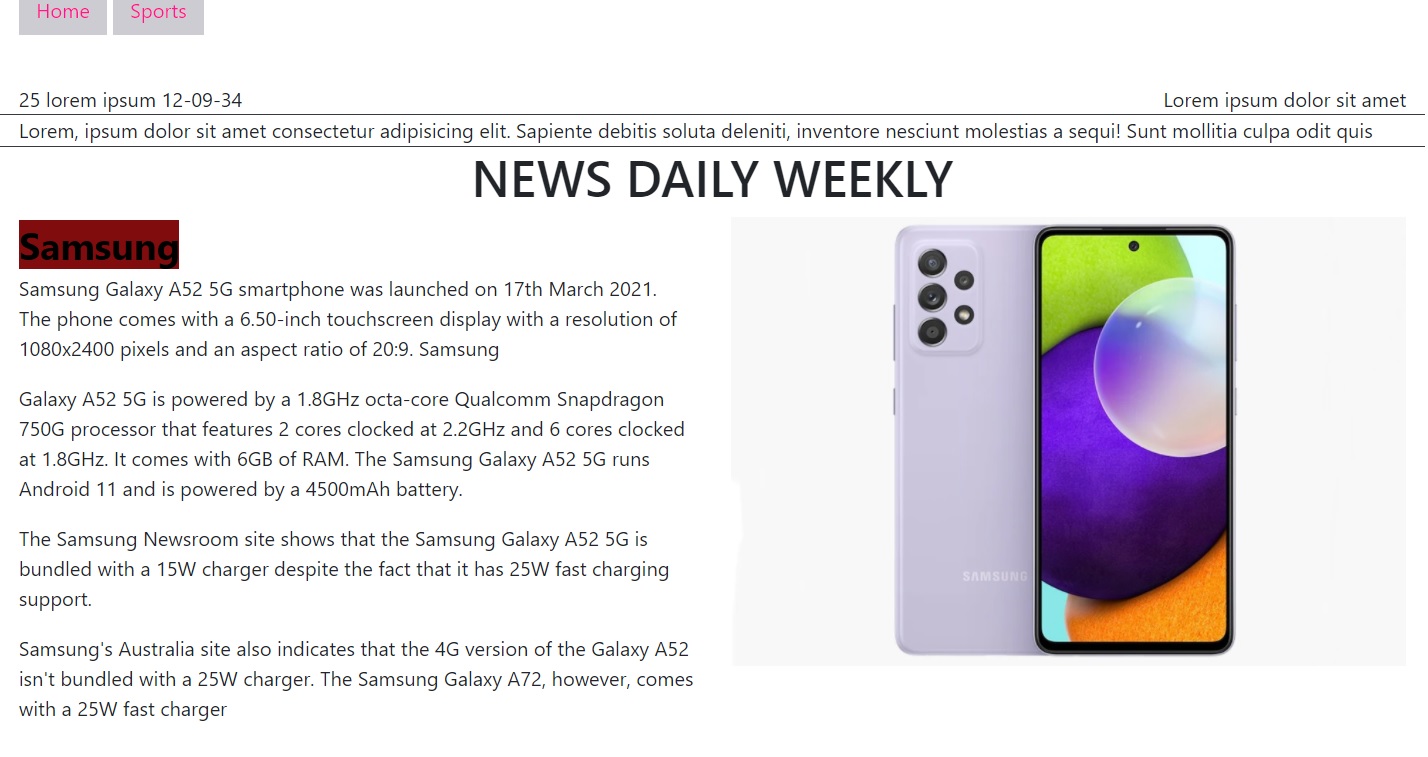 Home Sports
25 lorem ipsum 12-09-34 Lorem ipsum dolor sit amet
Lorem, ipsum dolor sit amet consectetur adipisicing elit. Sapiente debitis soluta deleniti, inventore nesciunt molestias a sequi! Sunt mollitia culpa odit quis
NEWS DAILY WEEKLY
Samsung
Samsung Galaxy A52 5G smartphone was launched on 17th March 2021.
The phone comes with a 6.50-inch touchscreen display with a resolution of
1080x2400 pixels and an aspect ratio of 20:9. Samsung
Galaxy A52 5G is powered by a 1.8GHz octa-core Qualcomm Snapdragon
750G processor that features 2 cores clocked at 2.2GHz and 6 cores clocked
at 1.8GHz. It comes with 6GB of RAM. The Samsung Galaxy A52 5G runs
Android 11 and is powered by a 4500mAh battery.
The Samsung Newsroom site shows that the Samsung Galaxy A52 5G is
bundled with a 15W charger despite the fact that it has 25W fast charging
support.
Samsung's Australia site also indicates that the 4G version of the Galaxy A52
isn't bundled with a 25W charger. The Samsung Galaxy A72, however, comes
with a 25W fast charger
SAMSUNG